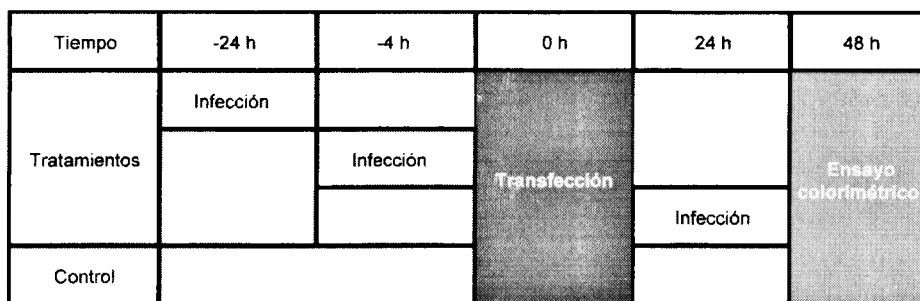 Tiempo
-24 h
-4 h
0 h
24 h
48 h
Infección
Tratamientos
Infección
Transfección
Ensayo
colorimétrico
Infección
Control